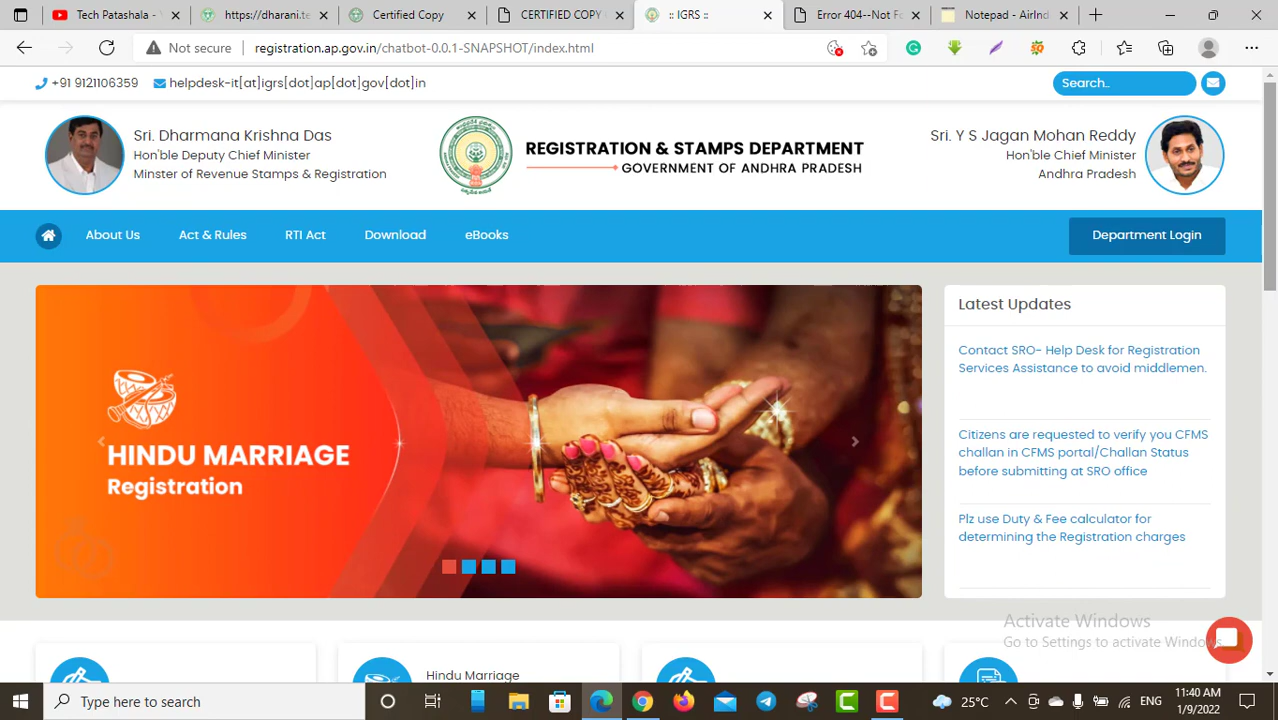 Tech Patashala -
https://dharani.te
Certified Copy
CERTIFIED COPY
:: IGRS ::
Error 404--Not Fo
Notepad - AirInd
Not secure
registration.ap.gov.in/chatbot-0.0.1-SNAPSHOT/index.html
+91 9121106359
helpdesk-it[at]igrs[dot]ap[dot]gov[dot]in
Search..
Sri. Dharmana Krishna Das
Hon'ble Deputy Chief Minister
Minster of Revenue Stamps & Registration
REGISTRATION & STAMPS DEPARTMENT
GOVERNMENT OF ANDHRA PRADESH
Sri. Y S Jagan Mohan Reddy
Hon'ble Chief Minister
Andhra Pradesh
About Us
Act & Rules
RTI Act
Download
eBooks
Department Login
HINDU MARRIAGE
Registration
Latest Updates
Contact SRO- Help Desk for Registration
Services Assistance to avoid middlemen.
Citizens are requested to verify you CFMS
challan in CFMS portal/Challan Status
before submitting at SRO office
Plz use Duty & Fee calculator for
determining the Registration charges
Activate Windows
Go to Settings to activate Windows.
Hindu Marriage
Type here to search
25°C
ENG
11:40 AM
1/9/2022